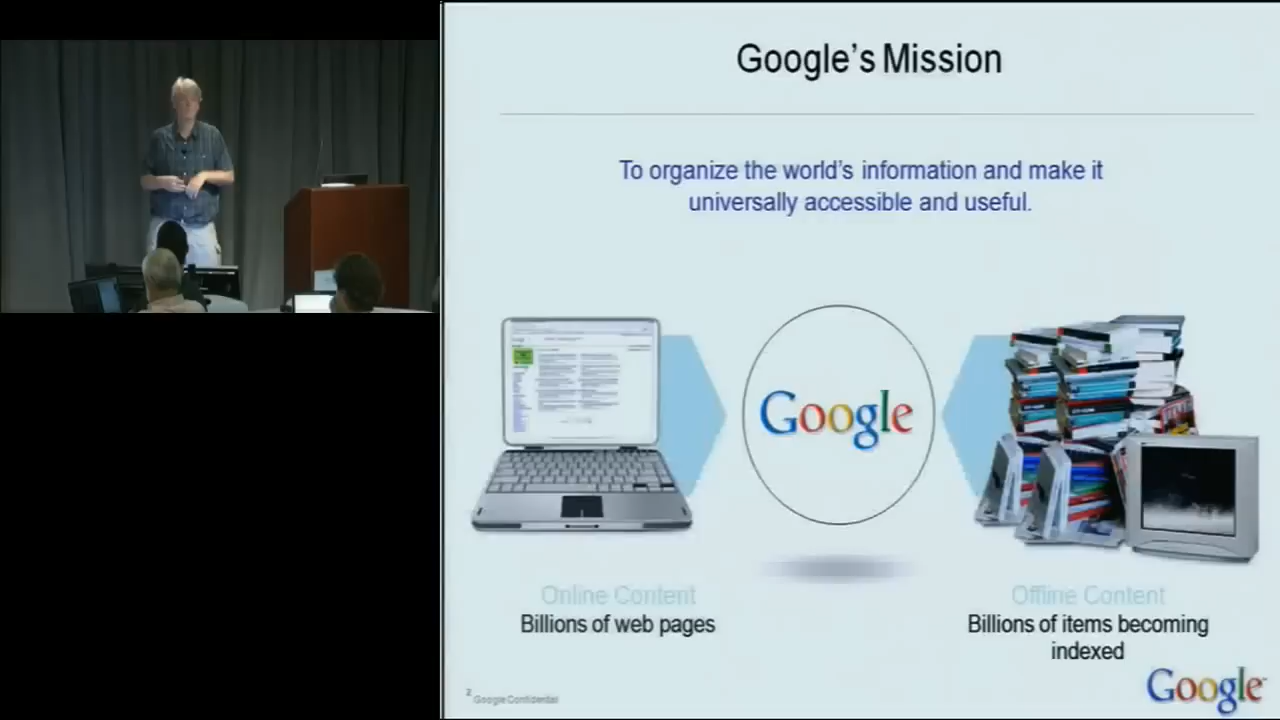 Google's Mission
To organize the world's information and make it
universally accessible and useful.
Google
Online Content
Billions of web pages
Offline Content
Billions of items becoming
indexed
2 Google Confidential
Google